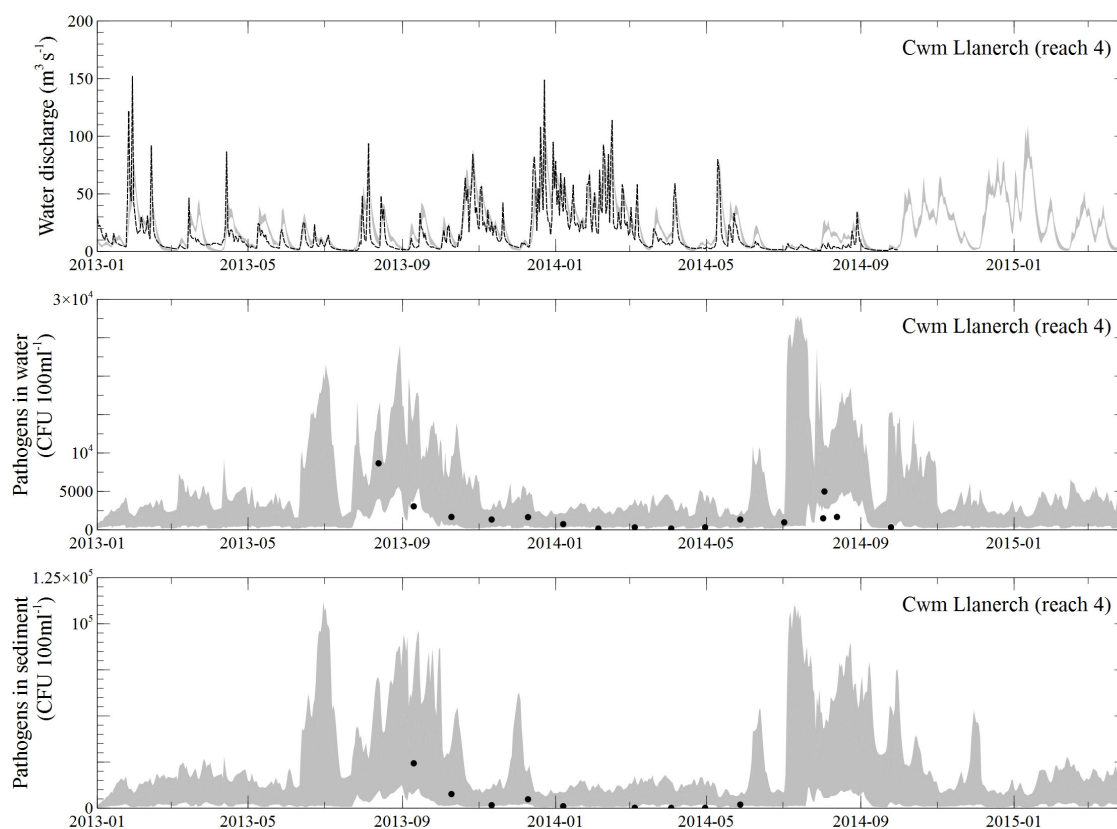 200
Cwm Llanerch (reach 4)
150
100
50
0
Water discharge (m³ s⁻¹)
2013-01 2013-05 2013-09 2014-01 2014-05 2014-09 2015-01
3×10⁴
Cwm Llanerch (reach 4)
10⁴
5000
0
Pathogens in water
(CFU 100ml⁻¹)
2013-01 2013-05 2013-09 2014-01 2014-05 2014-09 2015-01
1.25×10⁵
Cwm Llanerch (reach 4)
10⁵
0
Pathogens in sediment
(CFU 100ml⁻¹)
2013-01 2013-05 2013-09 2014-01 2014-05 2014-09 2015-01